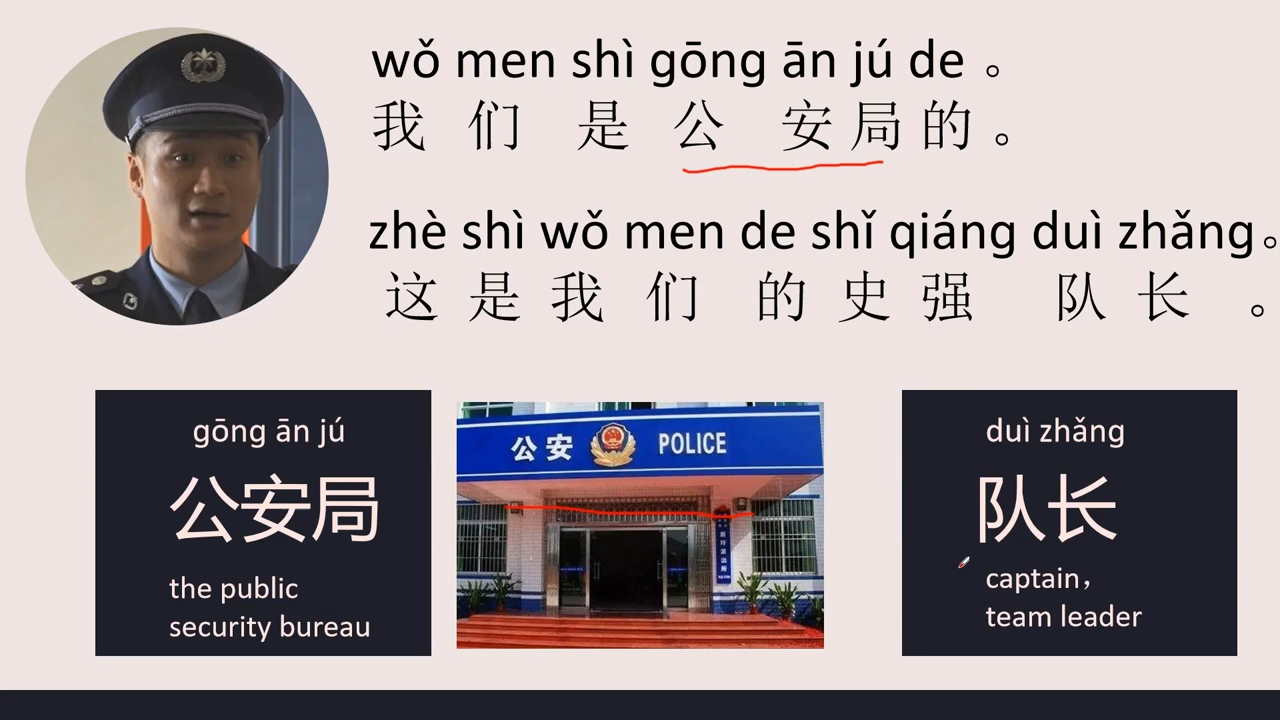 wǒ men shì gōng ān jú de 。
我 们 是 公 安 局 的 。
zhè shì wǒ men de shǐ qiáng duì zhǎng 。
这 是 我 们 的 史 强 队 长 。
gōng ān jú
公安局
the public
security bureau
公安 POLICE
duì zhǎng
队长
captain，
team leader